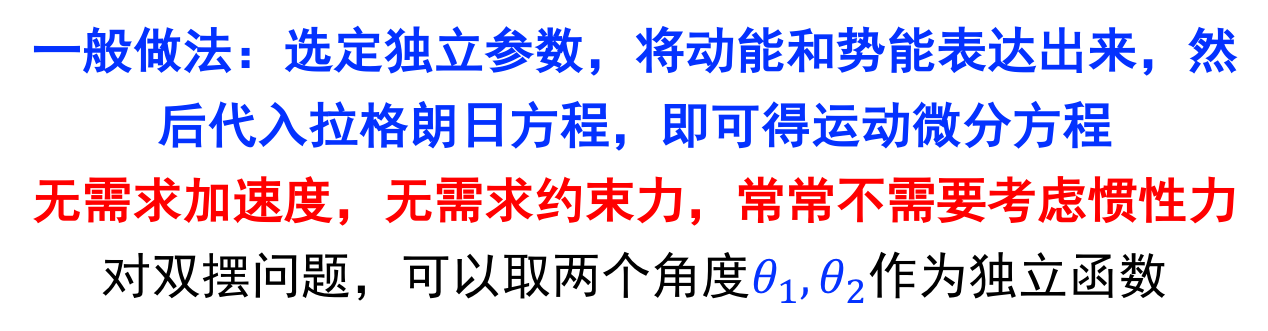 一般做法：选定独立参数，将动能和势能表达出来，然
后代入拉格朗日方程，即可得运动微分方程
无需求加速度，无需求约束力，常常不需要考虑惯性力
对双摆问题，可以取两个角度θ₁,θ₂作为独立函数